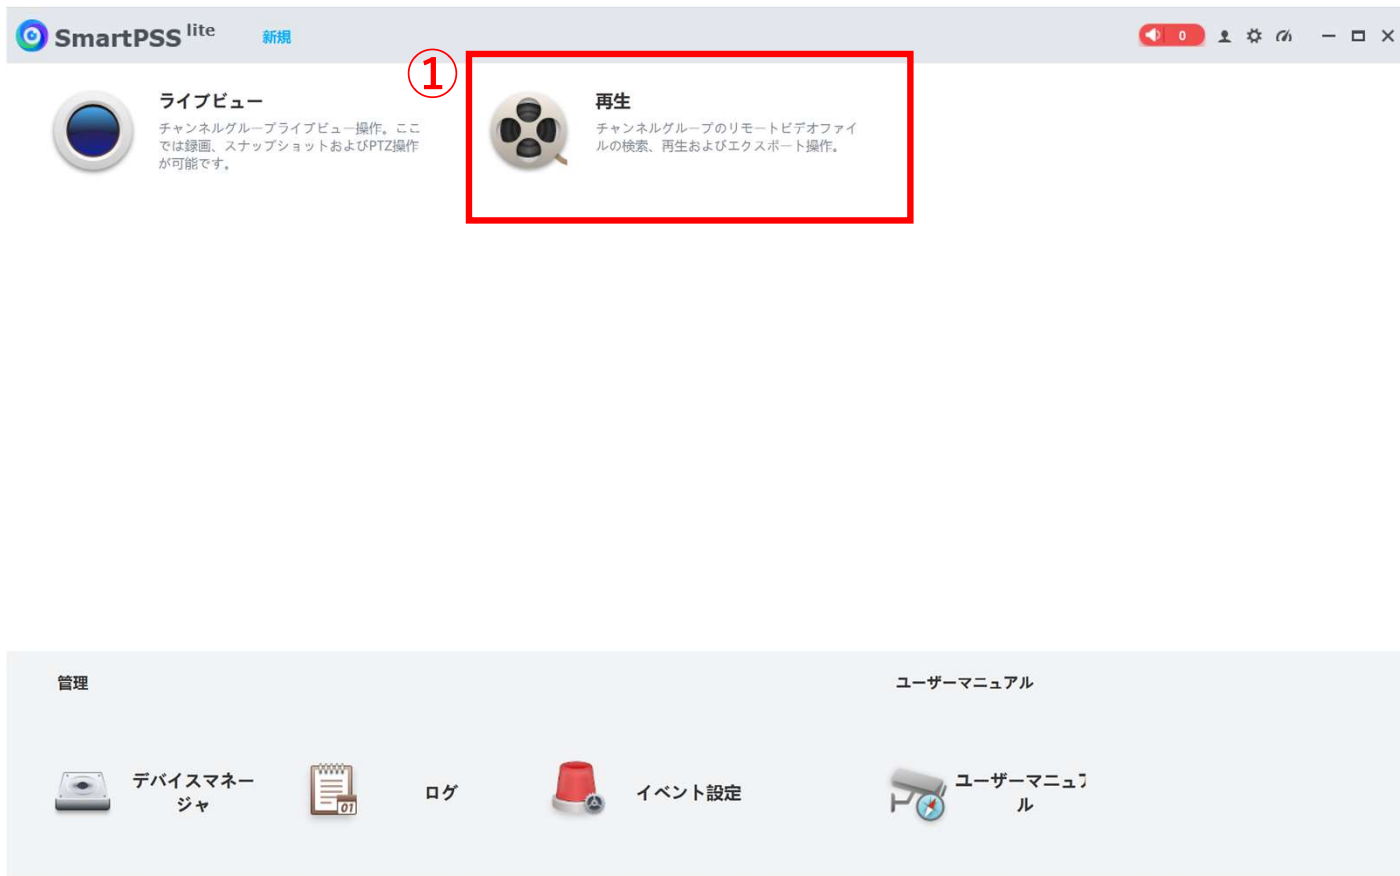 SmartPSS lite 新規 0
①
ライブビュー
チャンネルグループライブビュー操作。ここ
では録画、スナップショットおよびPTZ操作
が可能です。
再生
チャンネルグループのリモートビデオファイ
ルの検索、再生およびエクスポート操作。
管理
ユーザーマニュアル
デバイスマネー
ジャ
01
ログ
イベント設定
ユーザーマニュア
ル